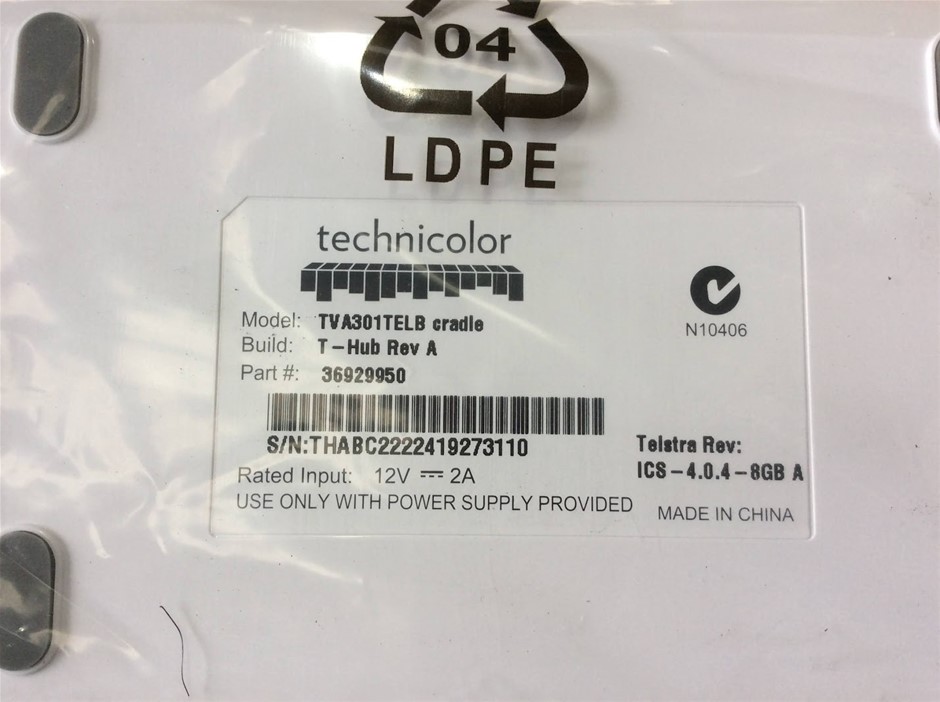 04
LDPE
technicolor
N10406
Model: TVA301TELB cradle
Build: T-Hub Rev A
Part #: 36929950
S/N:THABC2222419273110
Telstra Rev:
ICS-4.0.4-8GB A
Rated Input: 12V ⎓ 2A
USE ONLY WITH POWER SUPPLY PROVIDED
MADE IN CHINA